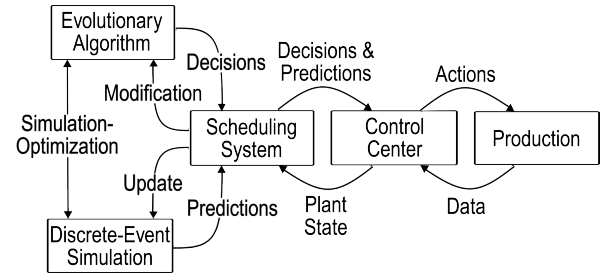 Evolutionary
Algorithm
Decisions
Decisions &
Predictions
Actions
Modification
Simulation-
Optimization
Scheduling
System
Control
Center
Production
Update
Predictions
Plant
State
Data
Discrete-Event
Simulation